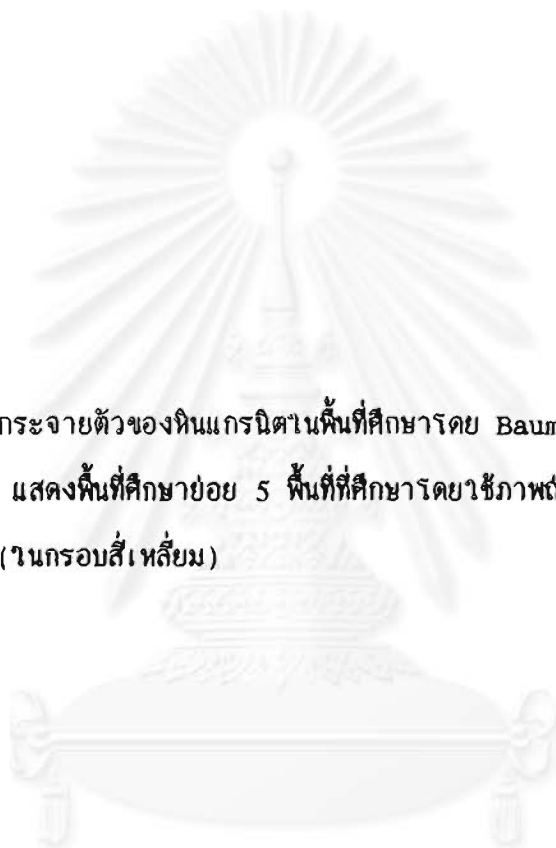 กระจายตัวของหินแกรนิตในพื้นที่ศึกษาโดย Baum
แสดงพื้นที่ศึกษาย่อย 5 พื้นที่ที่ศึกษาโดยใช้ภาพถ่
(ในกรอบสี่เหลี่ยม)